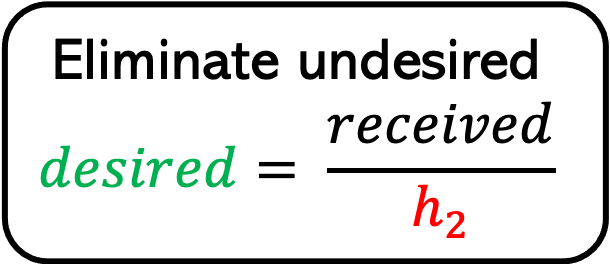 Eliminate undesired
desired = received / h₂